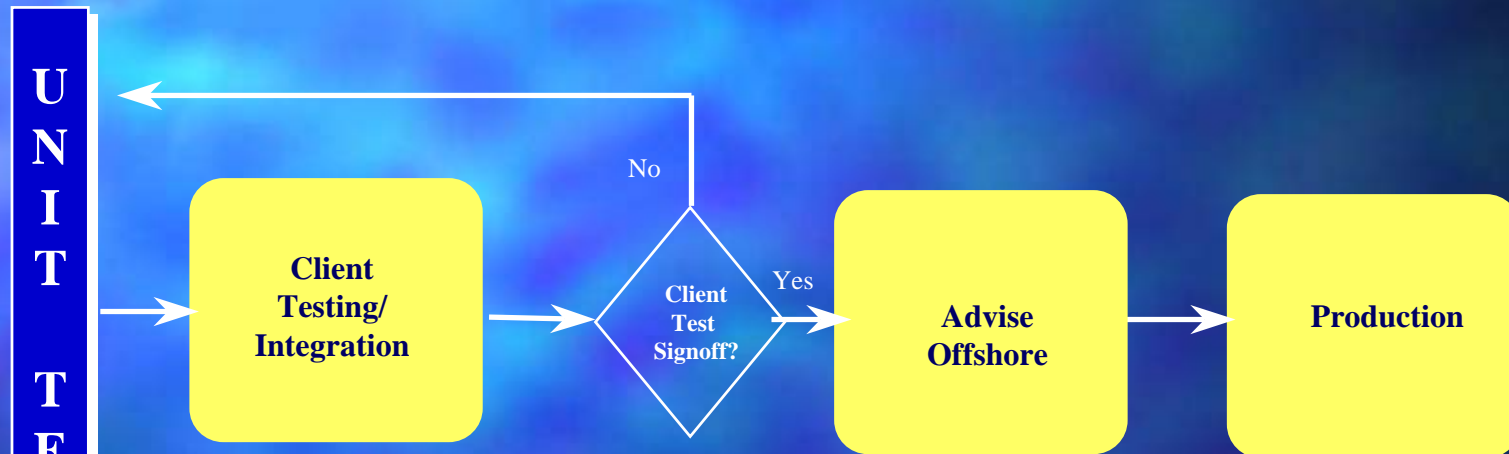 U
N
I
T
T
E
No
Client
Testing/
Integration
Client
Test
Signoff?
Yes
Advise
Offshore
Production